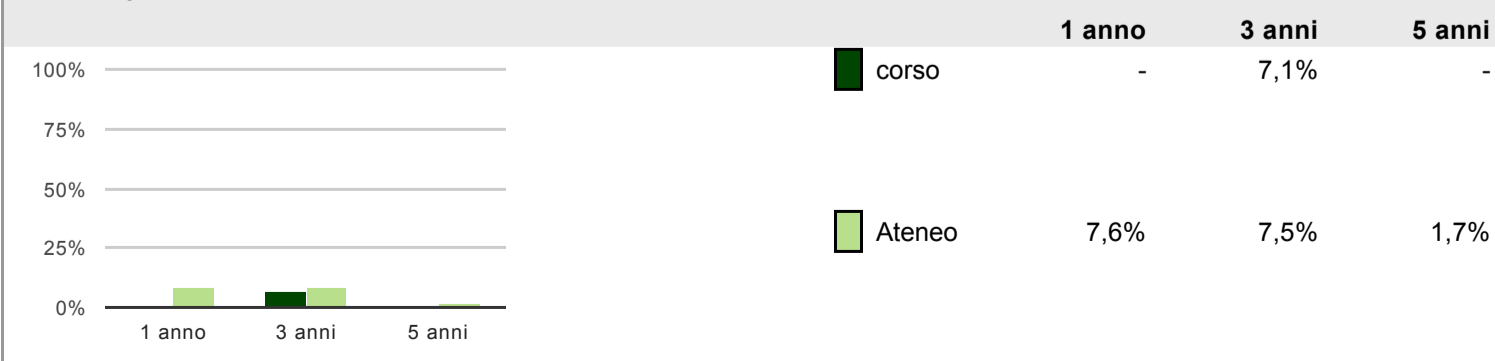 1 anno 3 anni 5 anni
100%
75%
50%
25%
0%
1 anno 3 anni 5 anni
corso - 7,1% -
Ateneo 7,6% 7,5% 1,7%